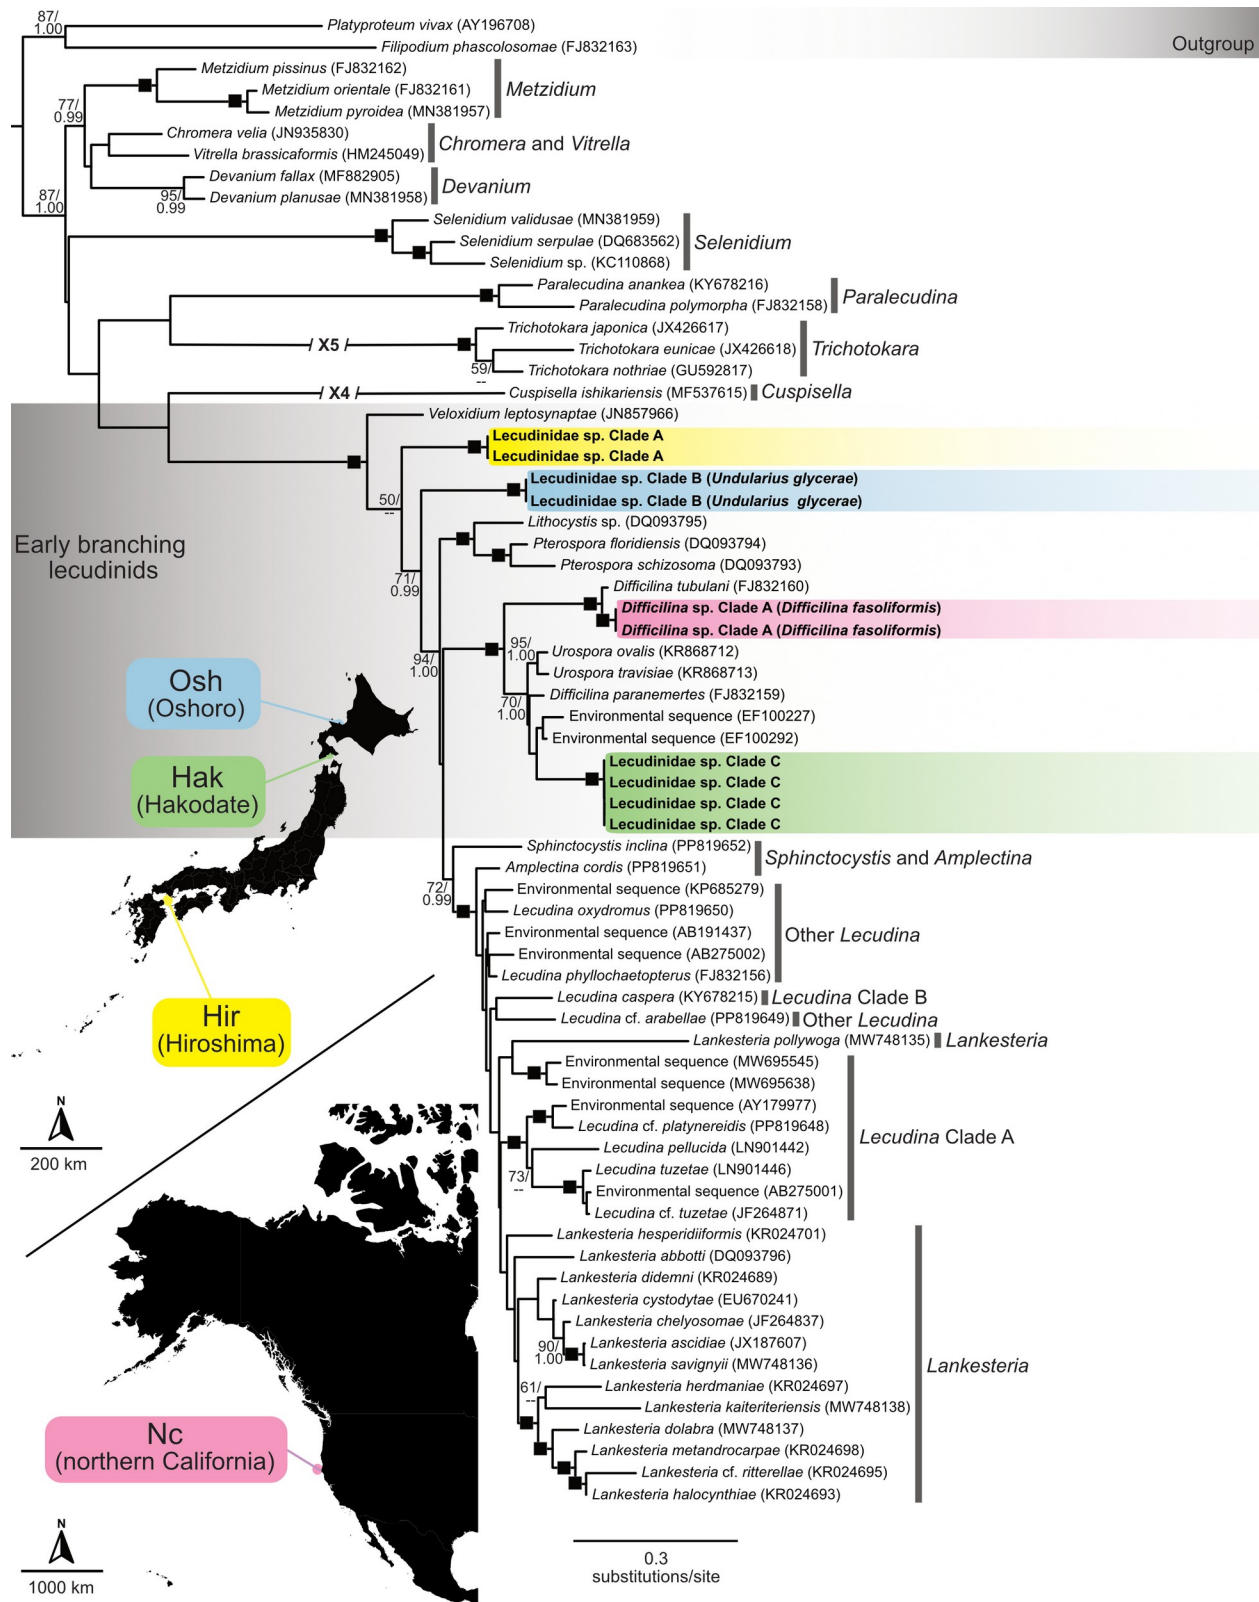 87/
1.00
Platyproteum vivax (AY196708)
Filipodium phascolosomae (FJ832163)
Outgroup
Metzidium pissinus (FJ832162)
Metzidium orientale (FJ832161)
Metzidium pyroidea (MN381957)
Metzidium
77/
0.99
Chromera velia (JN935830)
Vitrella brassicaformis (HM245049)
Chromera and Vitrella
Devanium fallax (MF882905)
Devanium planusae (MN381958)
Devanium
95/
0.99
87/
1.00
Selenidium validusae (MN381959)
Selenidium serpulae (DQ683562)
Selenidium sp. (KC110868)
Selenidium
Paralecudina anankea (KY678216)
Paralecudina polymorpha (FJ832158)
Paralecudina
Trichotokara japonica (JX426617)
X5
Trichotokara eunicae (JX426618)
Trichotokara nothriae (GU592817)
Trichotokara
59/
--
X4
Cuspisella ishikariensis (MF537615)
Cuspisella
Veloxidium leptosynaptae (JN857966)
Lecudinidae sp. Clade A
Lecudinidae sp. Clade A
50/
--
Lecudinidae sp. Clade B (Undularius glycerae)
Lecudinidae sp. Clade B (Undularius glycerae)
Early branching
lecudinids
Lithocystis sp. (DQ093795)
Pterospora floridiensis (DQ093794)
Pterospora schizosoma (DQ093793)
71/
0.99
Difficilina tubulani (FJ832160)
Difficilina sp. Clade A (Difficilina fasoliformis)
Difficilina sp. Clade A (Difficilina fasoliformis)
94/
1.00
95/
1.00
Urospora ovalis (KR868712)
Urospora travisiae (KR868713)
70/
1.00
Difficilina paranemertes (FJ832159)
Environmental sequence (EF100227)
Environmental sequence (EF100292)
Lecudinidae sp. Clade C
Lecudinidae sp. Clade C
Lecudinidae sp. Clade C
Lecudinidae sp. Clade C
Osh
(Oshoro)
Hak
(Hakodate)
Hir
(Hiroshima)
N
200 km
Sphinctocystis inclina (PP819652)
Amplectina cordis (PP819651)
Sphinctocystis and Amplectina
72/
0.99
Environmental sequence (KP685279)
Lecudina oxydromus (PP819650)
Environmental sequence (AB191437)
Environmental sequence (AB275002)
Lecudina phyllochaetopterus (FJ832156)
Other Lecudina
Lecudina caspera (KY678215)
Lecudina Clade B
Lecudina cf. arabellae (PP819649)
Other Lecudina
Lankesteria pollywoga (MW748135)
Lankesteria
Environmental sequence (MW695545)
Environmental sequence (MW695638)
Environmental sequence (AY179977)
Lecudina cf. platynereidis (PP819648)
Lecudina pellucida (LN901442)
73/
--
Lecudina tuzetae (LN901446)
Environmental sequence (AB275001)
Lecudina cf. tuzetae (JF264871)
Lecudina Clade A
Lankesteria hesperidiiformis (KR024701)
Lankesteria abbotti (DQ093796)
Lankesteria didemni (KR024689)
Lankesteria cystodytae (EU670241)
Lankesteria chelyosomae (JF264837)
90/
1.00
Lankesteria ascidiae (JX187607)
Lankesteria savignyii (MW748136)
Lankesteria
61/
--
Lankesteria herdmaniae (KR024697)
Lankesteria kaiteriteriensis (MW748138)
Lankesteria dolabra (MW748137)
Lankesteria metandrocarpae (KR024698)
Lankesteria cf. ritterellae (KR024695)
Lankesteria halocynthiae (KR024693)
Nc
(northern California)
N
1000 km
0.3
substitutions/site